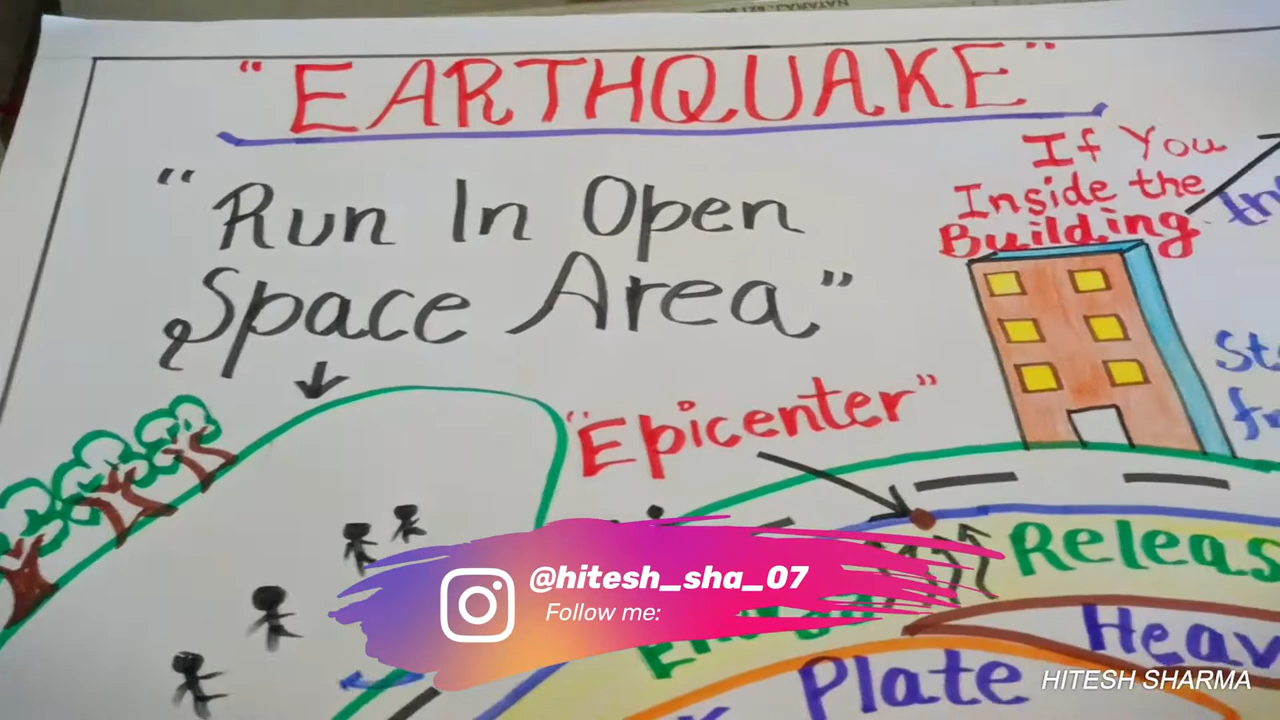 "EARTHQUAKE"
"Run In Open
Space Area"
If You
Inside the
Building
"Epicenter"
Releas
Energy
Heav
Plate
@hitesh_sha_07
Follow me:
HITESH SHARMA